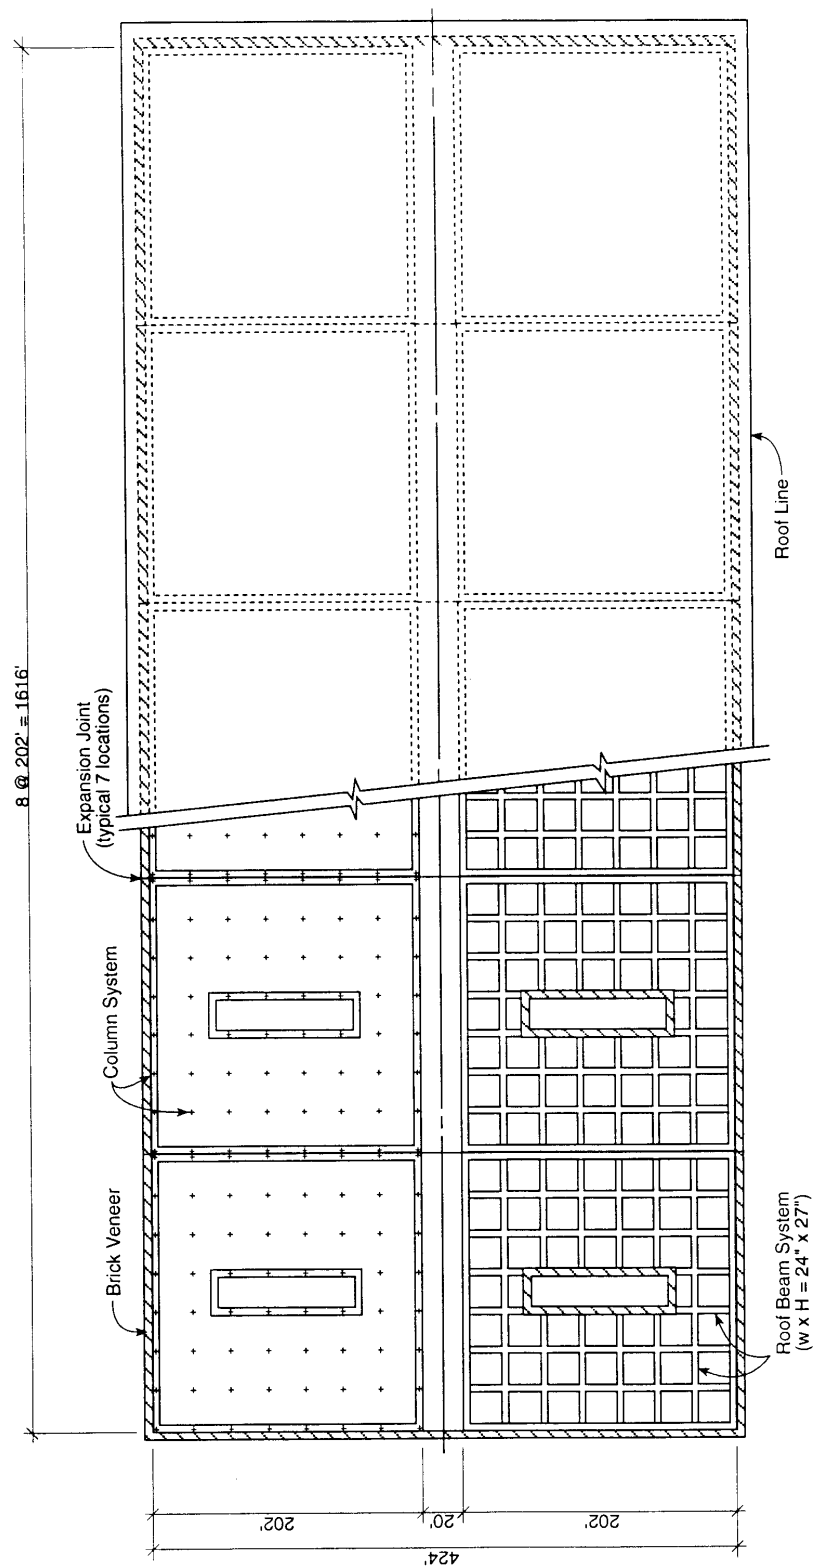 8 @ 202' = 1616'
Expansion Joint
(typical 7 locations)
Column System
Brick Veneer
Roof Line
Roof Beam System
(w x H = 24" x 27")
202'
20'
202'
424'